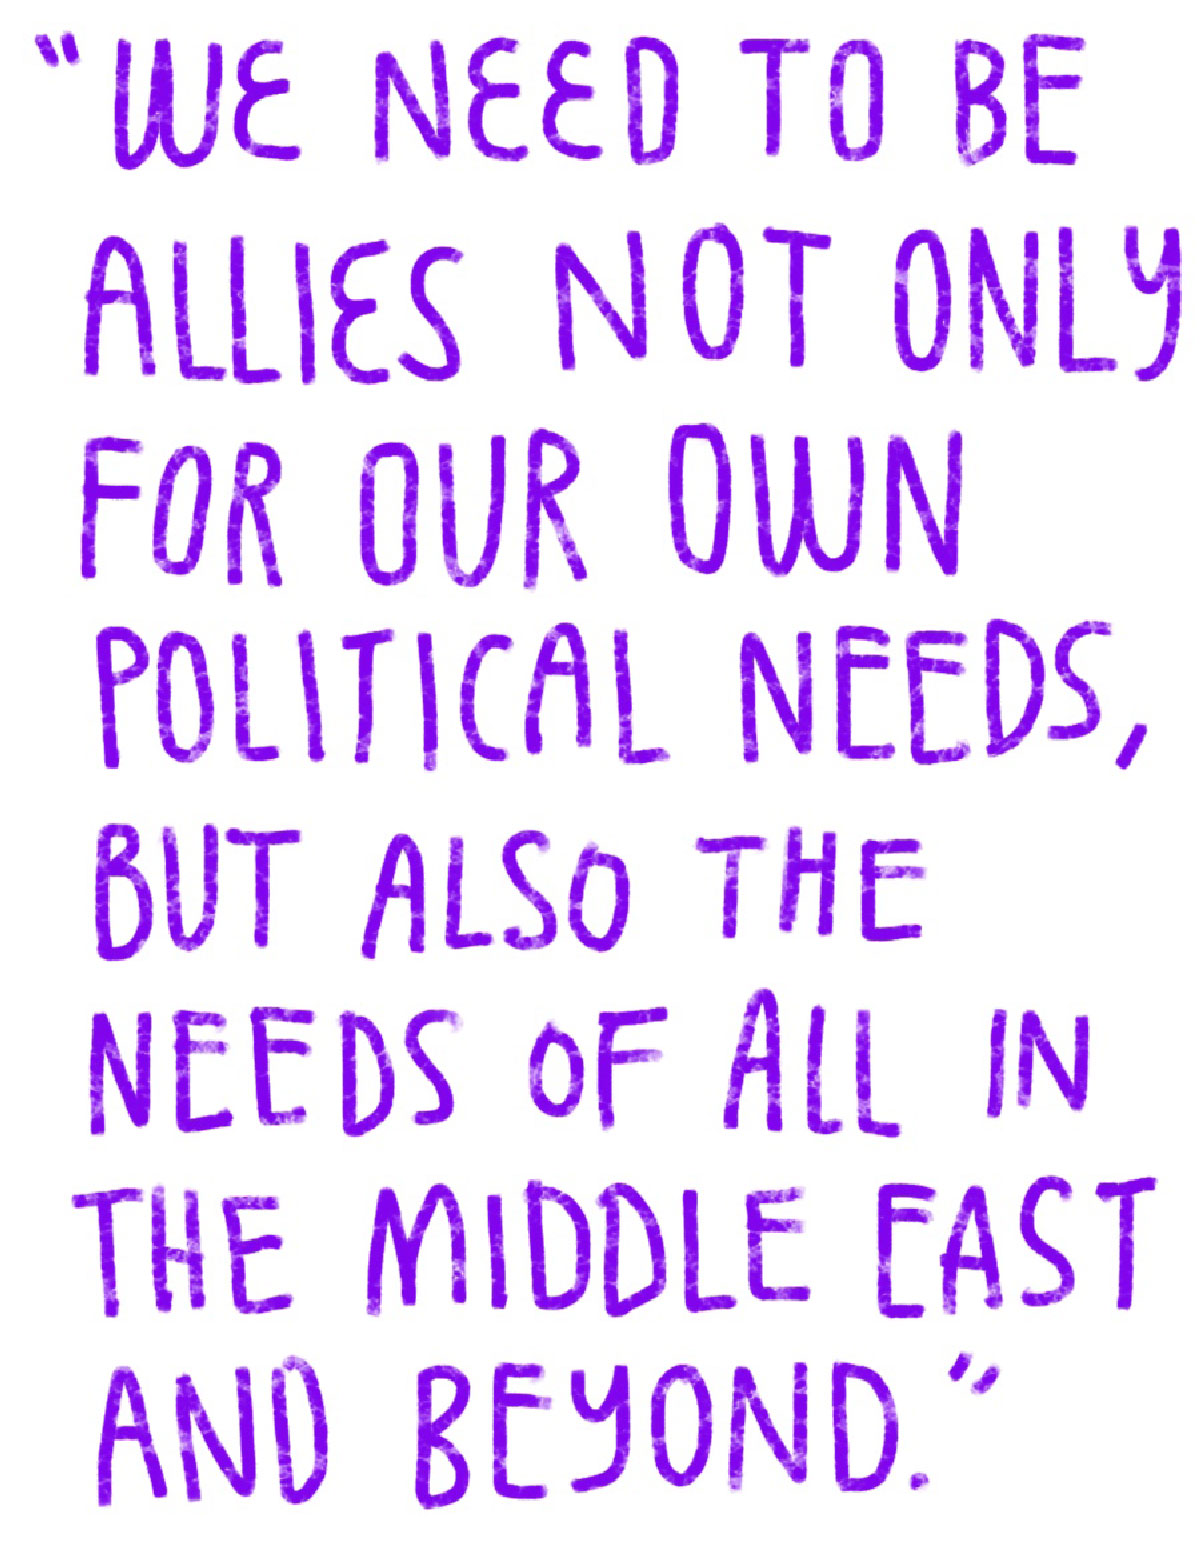 "WE NEED TO BE
ALLIES NOT ONLY
FOR OUR OWN
POLITICAL NEEDS,
BUT ALSO THE
NEEDS OF ALL IN
THE MIDDLE EAST
AND BEYOND."